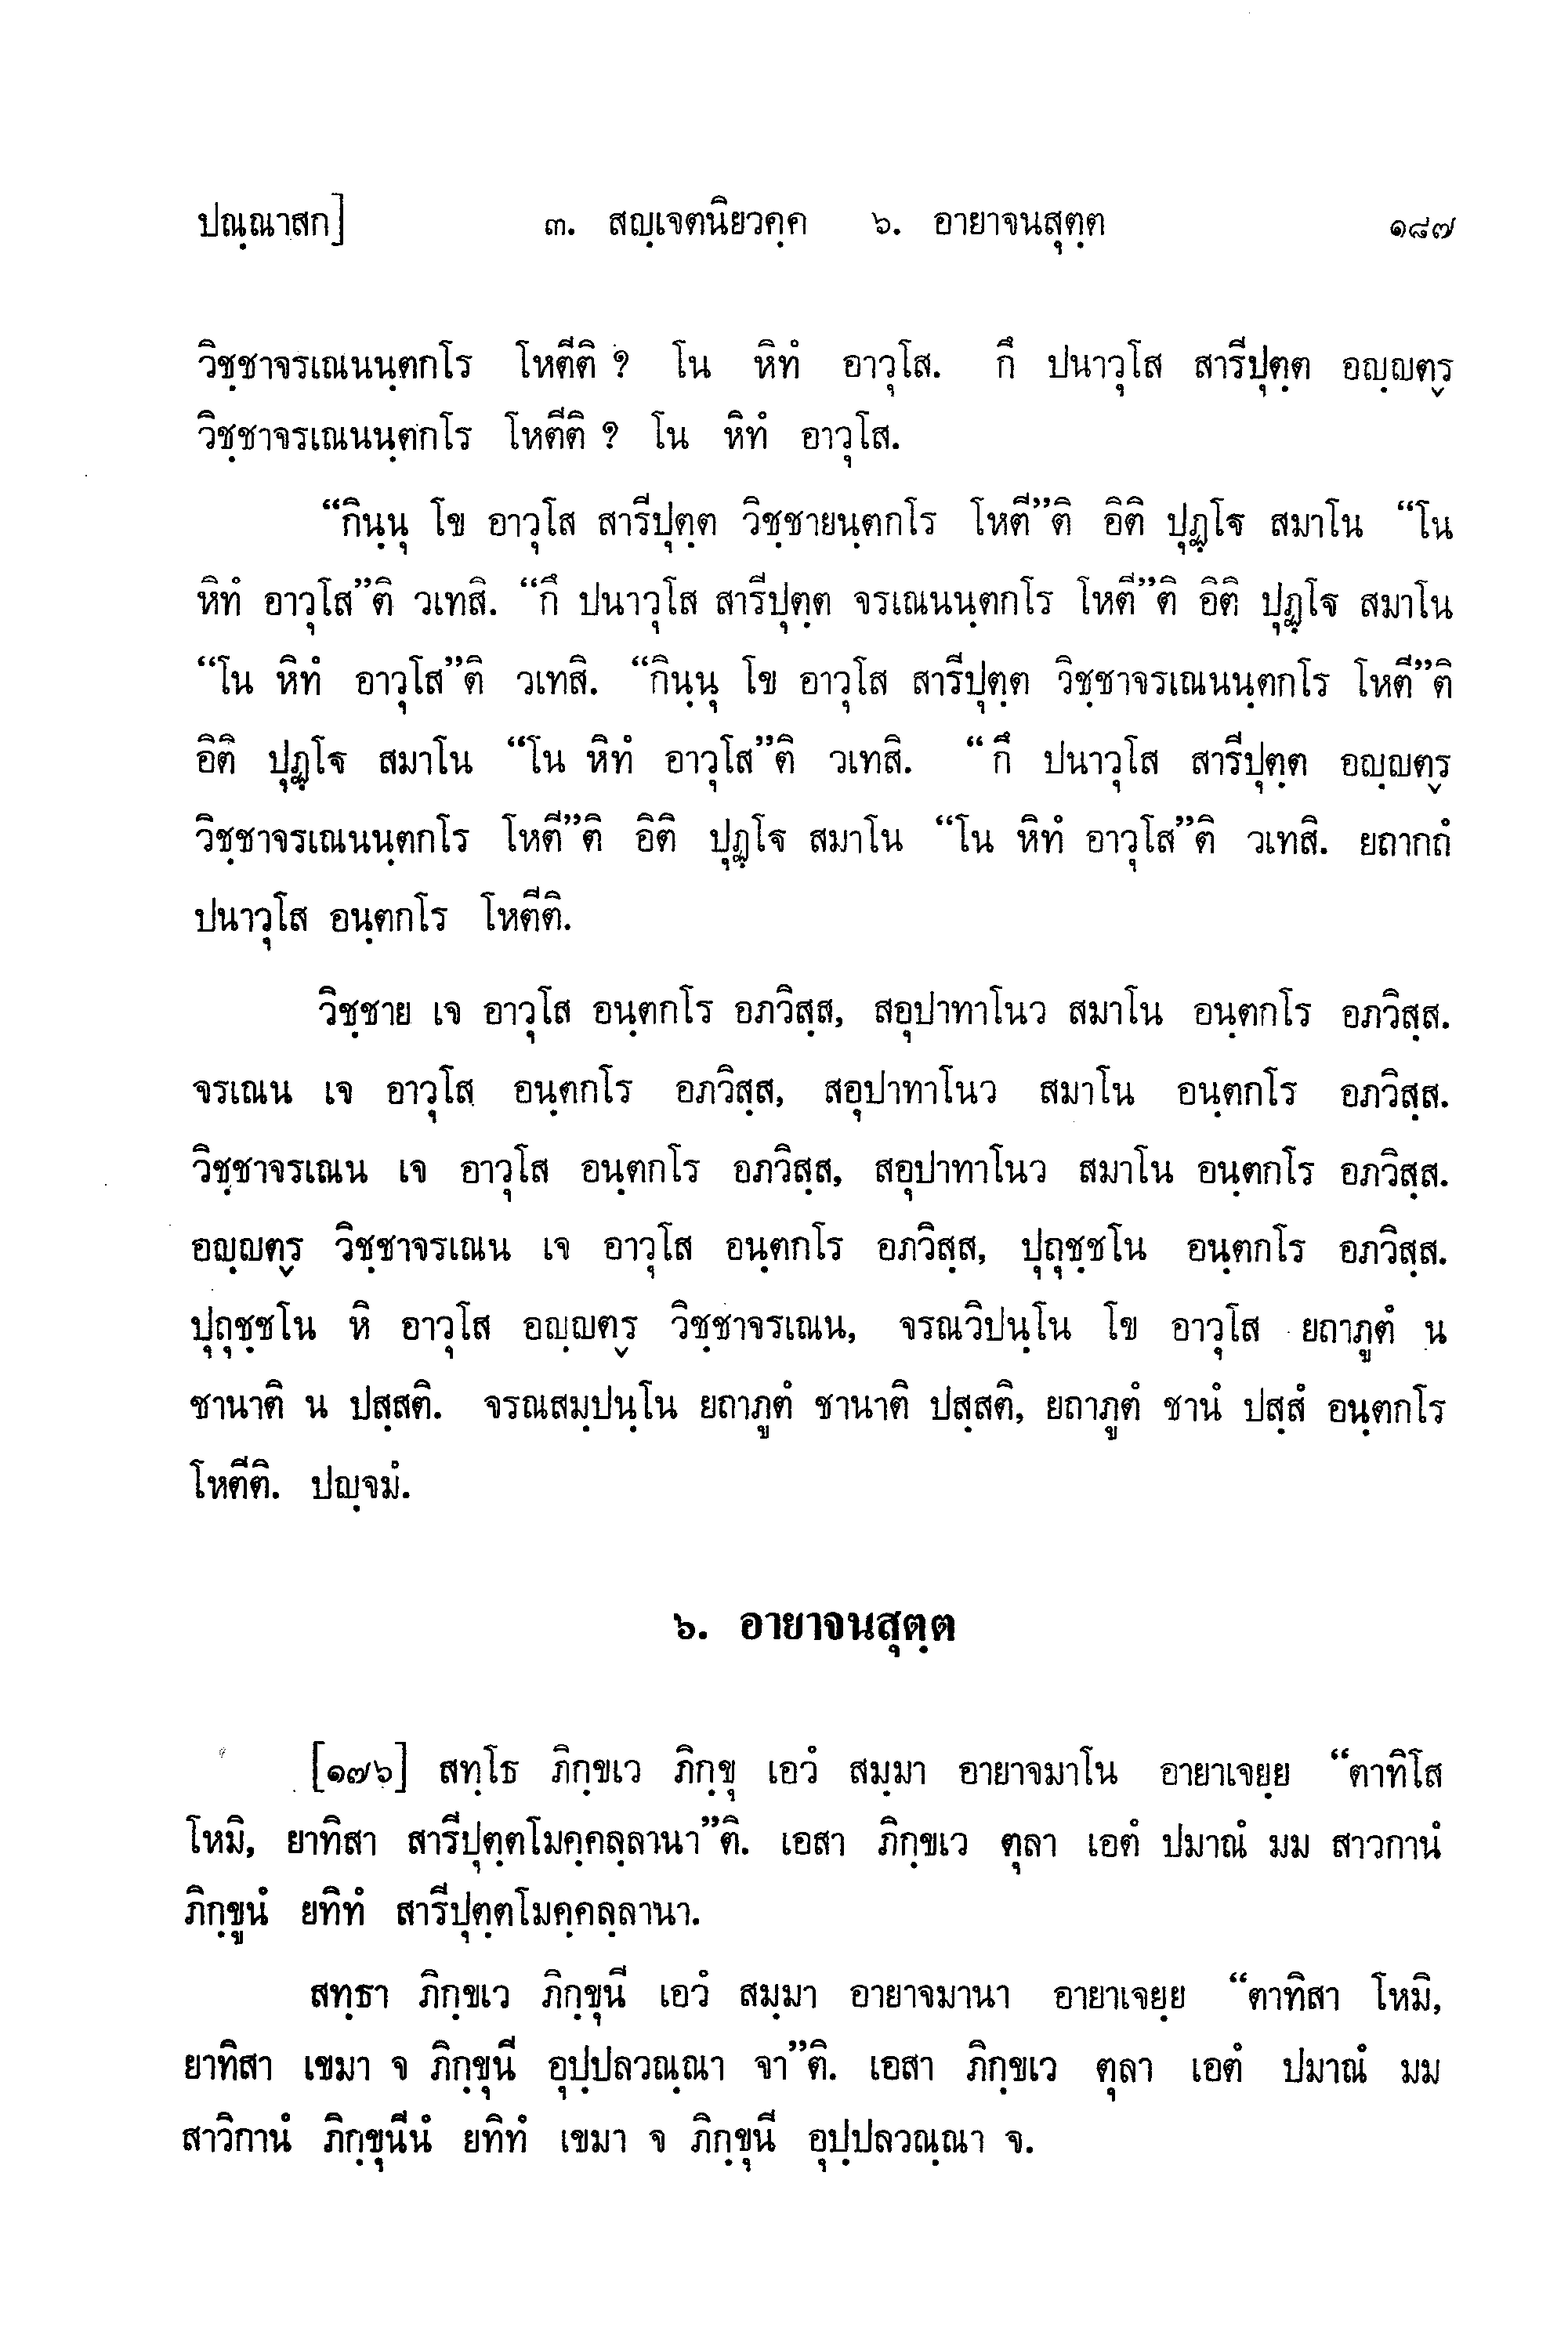 ปณฺณาสก] ๓. สญฺเจตนิยวคฺค ๖. อายาจนสุตฺต ๑๘๗
วิชฺชาจรเณนนฺตกโร โหตีติ ? โน หิทํ อาวุโส. กึ ปนาวุโส สารีปุตฺต อญฺญตฺร
วิชฺชาจรเณนนฺตกโร โหตีติ ? โน หิทํ อาวุโส.
“กินฺนุ โข อาวุโส สารีปุตฺต วิชฺชายนฺตกโร โหตี”ติ อิติ ปุฏฺโฐ สมาโน “โน
หิทํ อาวุโส”ติ วเทสิ. “กึ ปนาวุโส สารีปุตฺต จรเณนนฺตกโร โหตี”ติ อิติ ปุฏฺโฐ สมาโน
“โน หิทํ อาวุโส”ติ วเทสิ. “กินฺนุ โข อาวุโส สารีปุตฺต วิชฺชาจรเณนนฺตกโร โหตี”ติ
อิติ ปุฏฺโฐ สมาโน “โน หิทํ อาวุโส”ติ วเทสิ. “กึ ปนาวุโส สารีปุตฺต อญฺญตฺร
วิชฺชาจรเณนนฺตกโร โหตี”ติ อิติ ปุฏฺโฐ สมาโน “โน หิทํ อาวุโส”ติ วเทสิ. ยถากถํ
ปนาวุโส อนฺตกโร โหตีติ.
วิชฺชาย เจ อาวุโส อนฺตกโร อภวิสฺส, สอุปาทาโนว สมาโน อนฺตกโร อภวิสฺส.
จรเณน เจ อาวุโส อนฺตกโร อภวิสฺส, สอุปาทาโนว สมาโน อนฺตกโร อภวิสฺส.
วิชฺชาจรเณน เจ อาวุโส อนฺตกโร อภวิสฺส, สอุปาทาโนว สมาโน อนฺตกโร อภวิสฺส.
อญฺญตฺร วิชฺชาจรเณน เจ อาวุโส อนฺตกโร อภวิสฺส, ปุถุชฺชโน อนฺตกโร อภวิสฺส.
ปุถุชฺชโน หิ อาวุโส อญฺญตฺร วิชฺชาจรเณน, จรณวิปนฺโน โข อาวุโส ยถาภูตํ น
ชานาติ น ปสฺสติ. จรณสมฺปนฺโน ยถาภูตํ ชานาติ ปสฺสติ, ยถาภูตํ ชานํ ปสฺสํ อนฺตกโร
โหตีติ. ปญฺจมํ.
๖. อายาจนสุตฺต
[๑๗๖] สทฺโธ ภิกฺขเว ภิกฺขุ เอวํ สมฺมา อายาจมาโน อายาเจยฺย “ตาทิโส
โหมิ, ยาทิสา สารีปุตฺตโมคฺคลฺลานา”ติ. เอสา ภิกฺขเว ตุลา เอตํ ปมาณํ มม สาวกานํ
ภิกฺขูนํ ยทิทํ สารีปุตฺตโมคฺคลฺลานา.
สทฺธา ภิกฺขเว ภิกฺขุนี เอวํ สมฺมา อายาจมานา อายาเจยฺย “ตาทิสา โหมิ,
ยาทิสา เขมา จ ภิกฺขุนี อุปฺปลวณฺณา จา”ติ. เอสา ภิกฺขเว ตุลา เอตํ ปมาณํ มม
สาวิกานํ ภิกฺขุนีนํ ยทิทํ เขมา จ ภิกฺขุนี อุปฺปลวณฺณา จ.